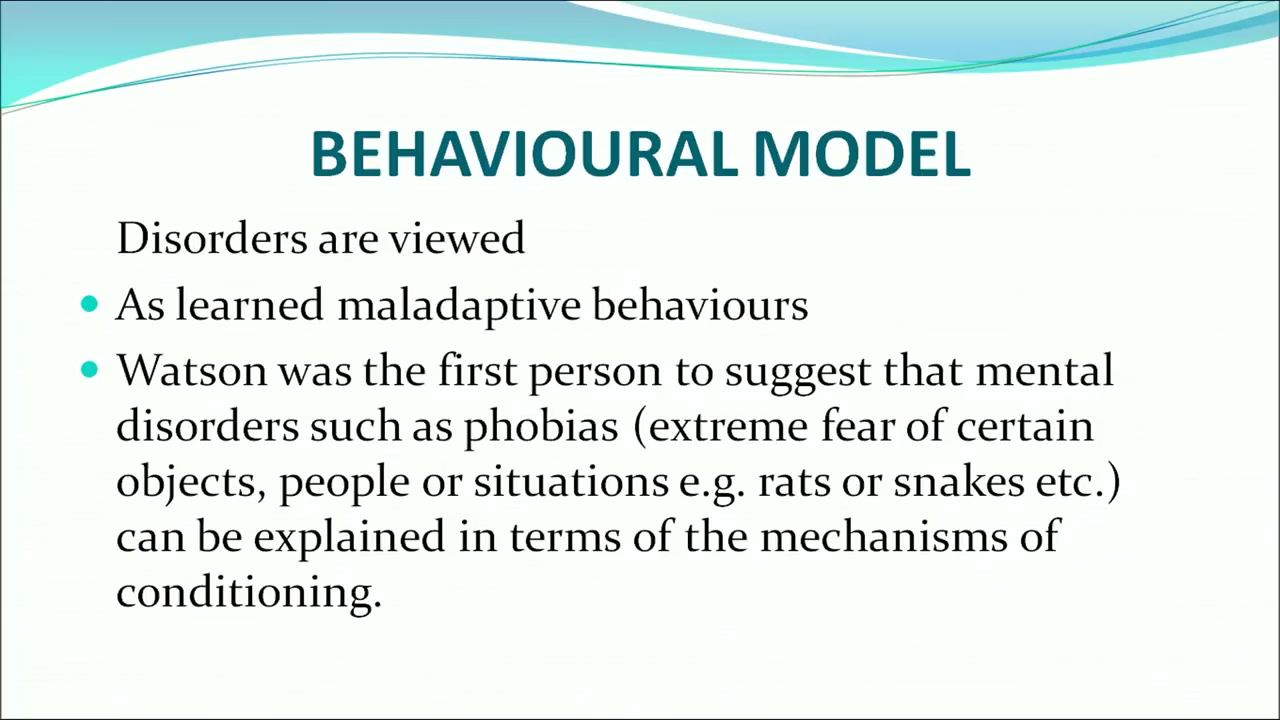 BEHAVIOURAL MODEL
Disorders are viewed
• As learned maladaptive behaviours
• Watson was the first person to suggest that mental
disorders such as phobias (extreme fear of certain
objects, people or situations e.g. rats or snakes etc.)
can be explained in terms of the mechanisms of
conditioning.